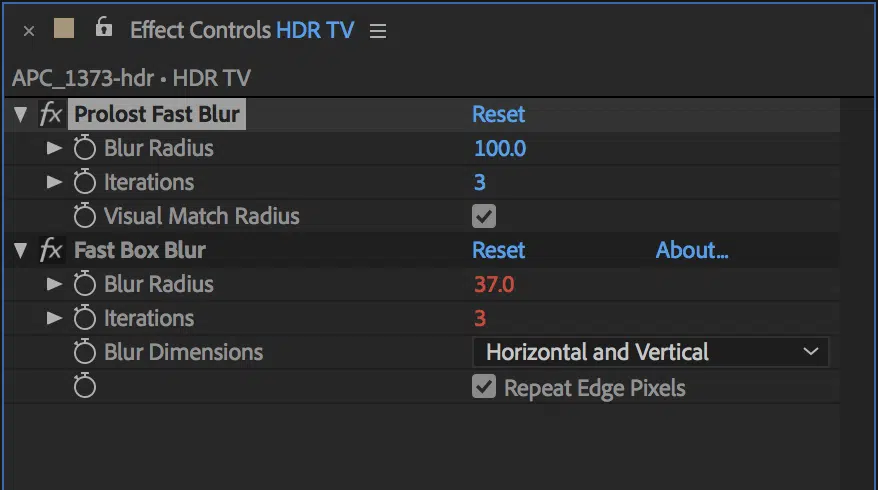 × Effect Controls HDR TV
APC_1373-hdr • HDR TV
fx Prolost Fast Blur Reset
Blur Radius 100.0
Iterations 3
Visual Match Radius
fx Fast Box Blur Reset About...
Blur Radius 37.0
Iterations 3
Blur Dimensions Horizontal and Vertical
Repeat Edge Pixels